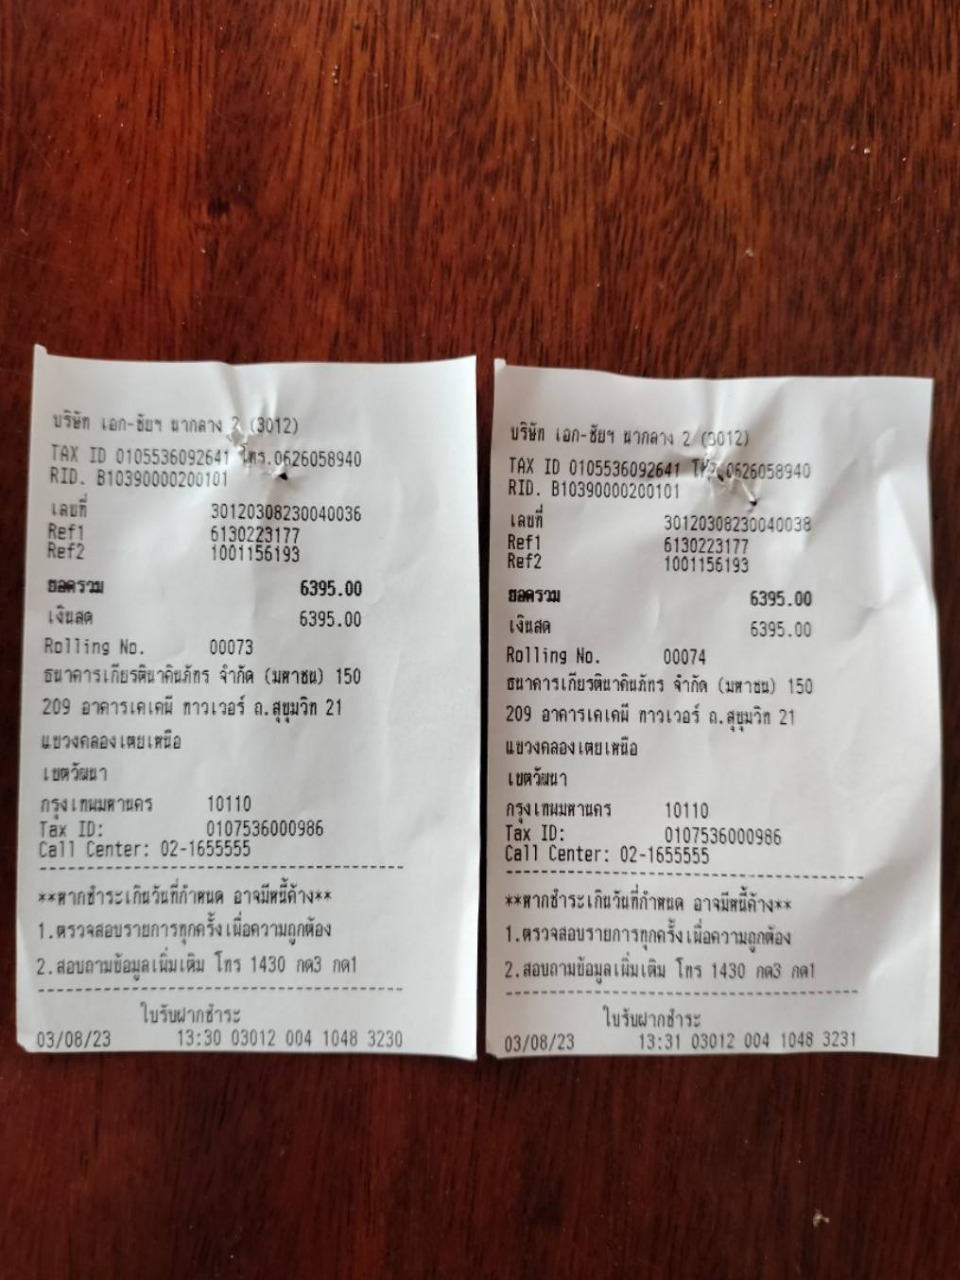 บริษัท เอก-ชัยฯ นากลาง 2 (3012)
TAX ID 0105536092641 โทร.0626058940
RID. B10390000200101
เลขที่ 30120308230040036
Ref1 6130223177
Ref2 1001156193
ยอดรวม 6395.00
เงินสด 6395.00
Rolling No. 00073
ธนาคารเกียรตินาคินภัทร จำกัด (มหาชน) 150
209 อาคารเคเคพี ทาวเวอร์ ถ.สุขุมวิท 21
แขวงคลองเตยเหนือ
เขตวัฒนา
กรุงเทพมหานคร 10110
Tax ID: 0107536000986
Call Center: 02-1655555
**หากชำระเกินวันที่กำหนด อาจมีหนี้ค้าง**
1.ตรวจสอบรายการทุกครั้งเพื่อความถูกต้อง
2.สอบถามข้อมูลเพิ่มเติม โทร 1430 กด3 กด1
ใบรับฝากชำระ
03/08/23 13:30 03012 004 1048 3230
บริษัท เอก-ชัยฯ นากลาง 2 (3012)
TAX ID 0105536092641 โทร.0626058940
RID. B10390000200101
เลขที่ 30120308230040038
Ref1 6130223177
Ref2 1001156193
ยอดรวม 6395.00
เงินสด 6395.00
Rolling No. 00074
ธนาคารเกียรตินาคินภัทร จำกัด (มหาชน) 150
209 อาคารเคเคพี ทาวเวอร์ ถ.สุขุมวิท 21
แขวงคลองเตยเหนือ
เขตวัฒนา
กรุงเทพมหานคร 10110
Tax ID: 0107536000986
Call Center: 02-1655555
**หากชำระเกินวันที่กำหนด อาจมีหนี้ค้าง**
1.ตรวจสอบรายการทุกครั้งเพื่อความถูกต้อง
2.สอบถามข้อมูลเพิ่มเติม โทร 1430 กด3 กด1
ใบรับฝากชำระ
03/08/23 13:31 03012 004 1048 3231